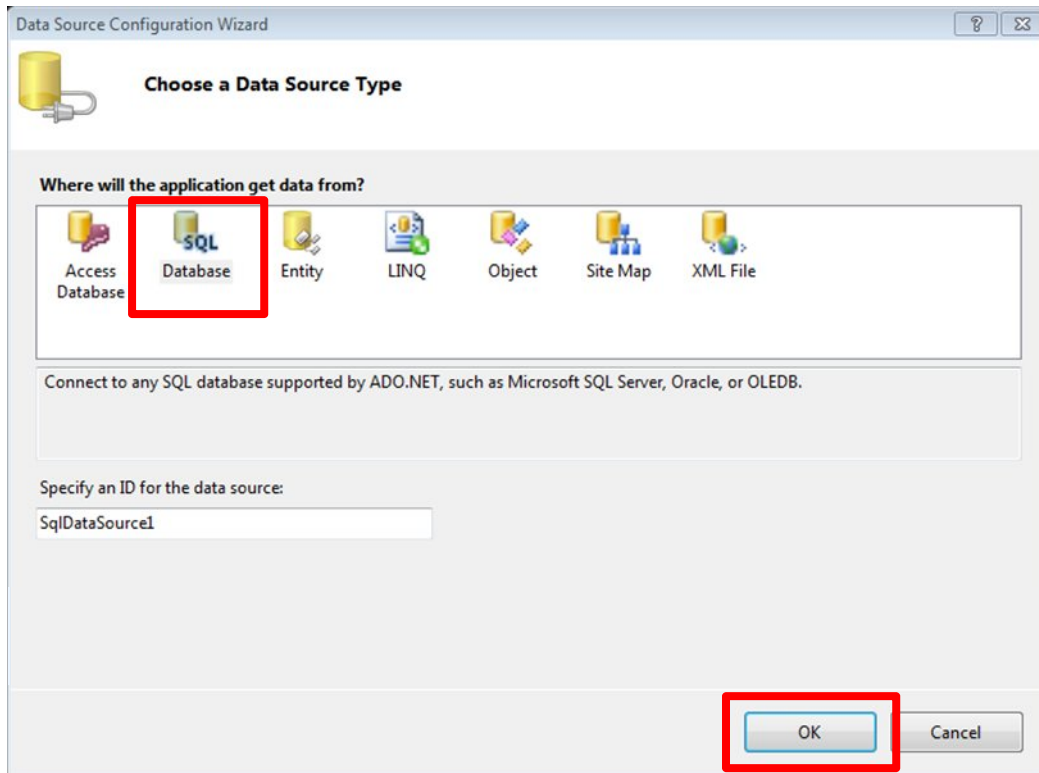 Data Source Configuration Wizard
Choose a Data Source Type
Where will the application get data from?
SQL
Access Database
Database
Entity
LINQ
Object
Site Map
XML File
Connect to any SQL database supported by ADO.NET, such as Microsoft SQL Server, Oracle, or OLEDB.
Specify an ID for the data source:
SqlDataSource1
OK
Cancel